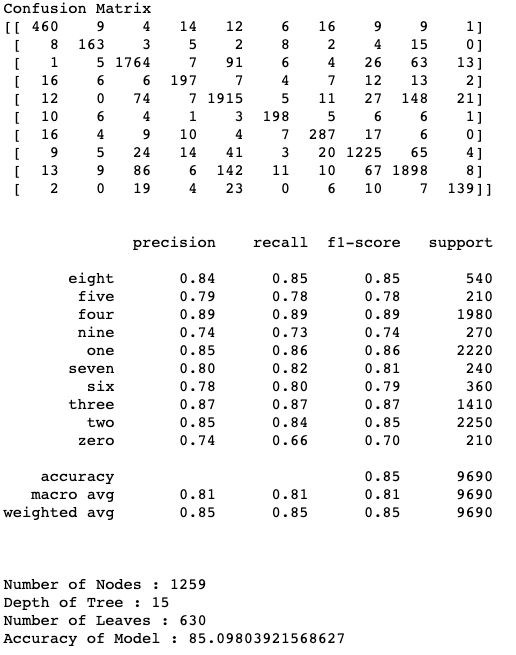 Confusion Matrix
[[ 460 9 4 14 12 6 16 9 9 1]
[ 8 163 3 5 2 8 2 4 15 0]
[ 1 5 1764 7 91 6 4 26 63 13]
[ 16 6 6 197 7 4 7 12 13 2]
[ 12 0 74 7 1915 5 11 27 148 21]
[ 10 6 4 1 3 198 5 6 6 1]
[ 16 4 9 10 4 7 287 17 6 0]
[ 9 5 24 14 41 3 20 1225 65 4]
[ 13 9 86 6 142 11 10 67 1898 8]
[ 2 0 19 4 23 0 6 10 7 139]]
precision recall f1-score support
eight 0.84 0.85 0.85 540
five 0.79 0.78 0.78 210
four 0.89 0.89 0.89 1980
nine 0.74 0.73 0.74 270
one 0.85 0.86 0.86 2220
seven 0.80 0.82 0.81 240
six 0.78 0.80 0.79 360
three 0.87 0.87 0.87 1410
two 0.85 0.84 0.85 2250
zero 0.74 0.66 0.70 210
accuracy 0.85 9690
macro avg 0.81 0.81 0.81 9690
weighted avg 0.85 0.85 0.85 9690
Number of Nodes : 1259
Depth of Tree : 15
Number of Leaves : 630
Accuracy of Model : 85.09803921568627